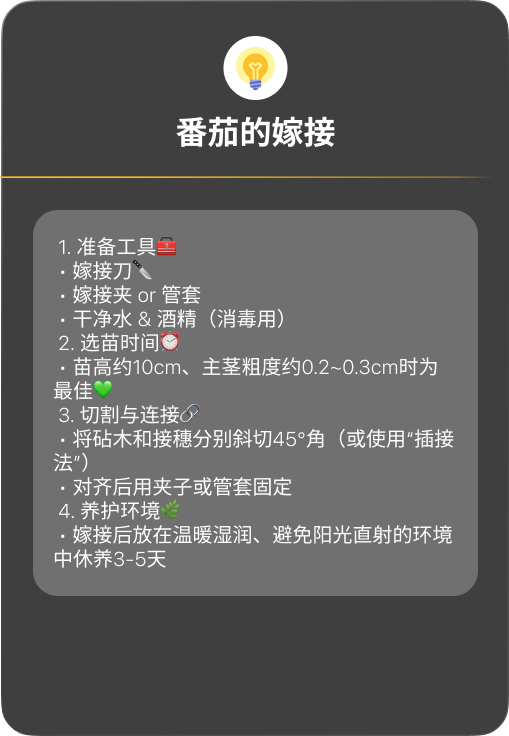 番茄的嫁接
1. 准备工具🧰
· 嫁接刀🔪
· 嫁接夹 or 管套
· 干净水 & 酒精（消毒用）
2. 选苗时间⏰
· 苗高约10cm、主茎粗度约0.2~0.3cm时为
最佳💚
3. 切割与连接🔗
· 将砧木和接穗分别斜切45°角（或使用“插接
法”）
· 对齐后用夹子或管套固定
4. 养护环境🌿
· 嫁接后放在温暖湿润、避免阳光直射的环境
中休养3-5天